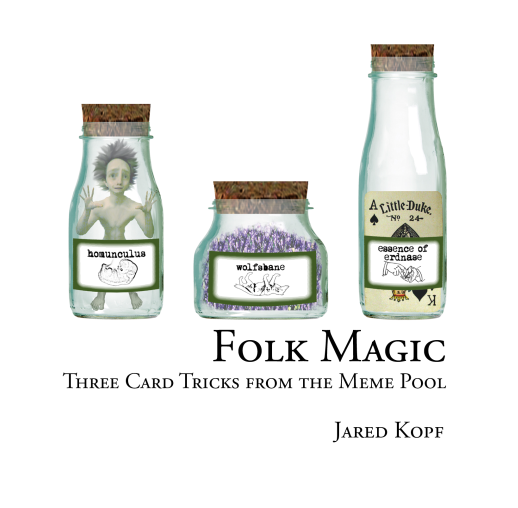 homunculus
wolfsbane
A Little-Duke.
No 24
essence of
erdnase
K
Folk Magic
Three Card Tricks from the Meme Pool
Jared Kopf